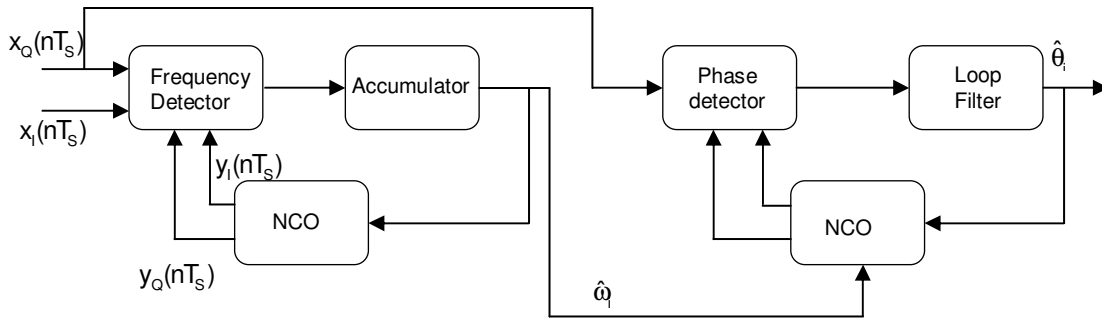 x_Q(nT_S)
Frequency
Detector
Accumulator
Phase
detector
Loop
Filter
θ̂_i
x_I(nT_S)
y_I(nT_S)
NCO
NCO
y_Q(nT_S)
ω̂_i